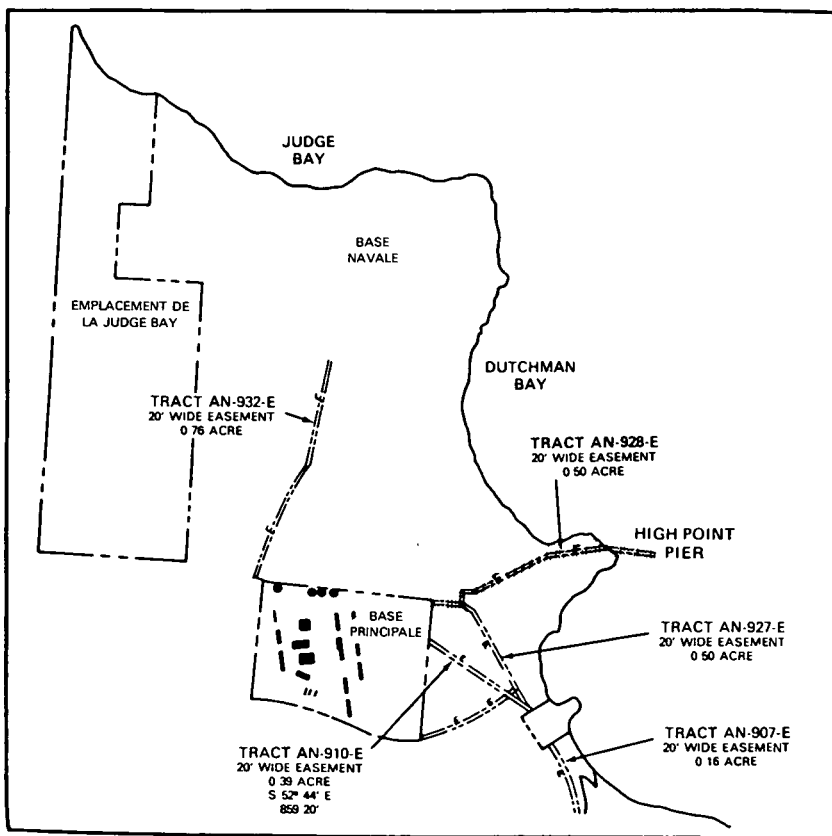 JUDGE
BAY
BASE
NAVALE
EMPLACEMENT DE
LA JUDGE BAY
DUTCHMAN
BAY
TRACT AN-932-E
20' WIDE EASEMENT
0 76 ACRE
TRACT AN-928-E
20' WIDE EASEMENT
0 50 ACRE
HIGH POINT
PIER
BASE
PRINCIPALE
TRACT AN-927-E
20' WIDE EASEMENT
0 50 ACRE
TRACT AN-910-E
20' WIDE EASEMENT
0 39 ACRE
S 52° 44' E
859 20'
TRACT AN-907-E
20' WIDE EASEMENT
0 16 ACRE